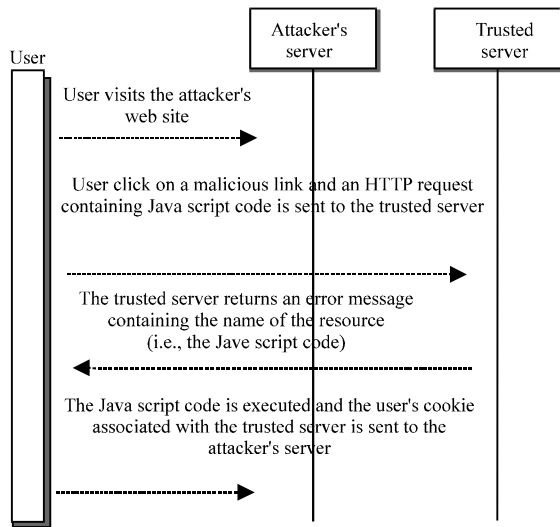 Attacker's
server
Trusted
server
User
User visits the attacker's
web site
User click on a malicious link and an HTTP request
containing Java script code is sent to the trusted server
The trusted server returns an error message
containing the name of the resource
(i.e., the Jave script code)
The Java script code is executed and the user's cookie
associated with the trusted server is sent to the
attacker's server